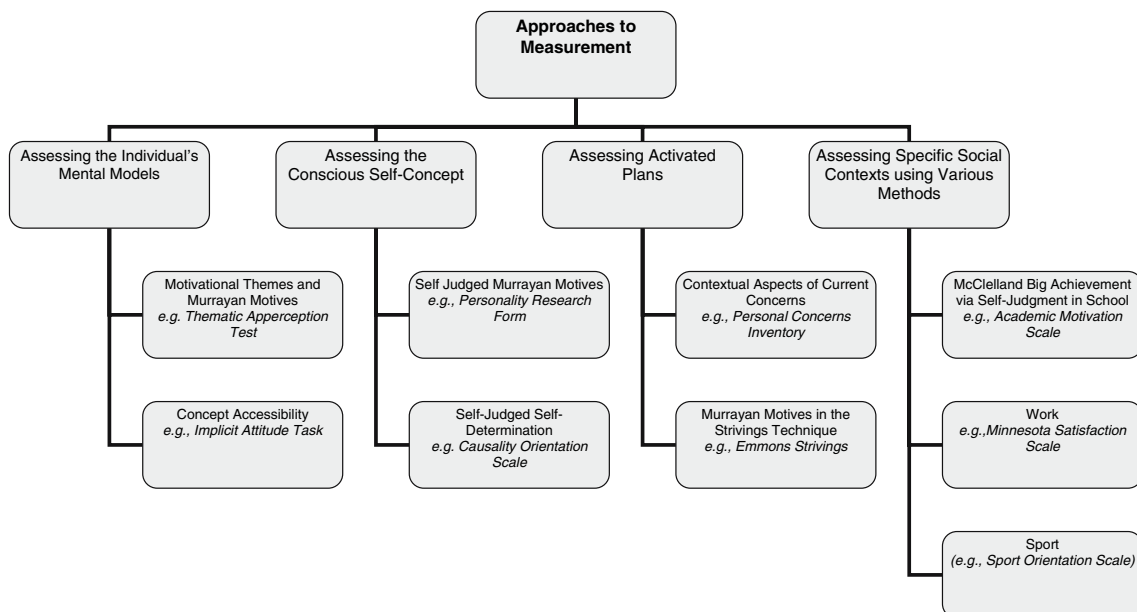 Approaches to
Measurement
Assessing the Individual's
Mental Models
Assessing the
Conscious Self-Concept
Assessing Activated
Plans
Assessing Specific Social
Contexts using Various
Methods
Motivational Themes and
Murrayan Motives
e.g. Thematic Apperception
Test
Self Judged Murrayan Motives
e.g., Personality Research
Form
Contextual Aspects of Current
Concerns
e.g., Personal Concerns
Inventory
McClelland Big Achievement
via Self-Judgment in School
e.g., Academic Motivation
Scale
Concept Accessibility
e.g., Implicit Attitude Task
Self-Judged Self-
Determination
e.g. Causality Orientation
Scale
Murrayan Motives in the
Strivings Technique
e.g., Emmons Strivings
Work
e.g.,Minnesota Satisfaction
Scale
Sport
(e.g., Sport Orientation Scale)